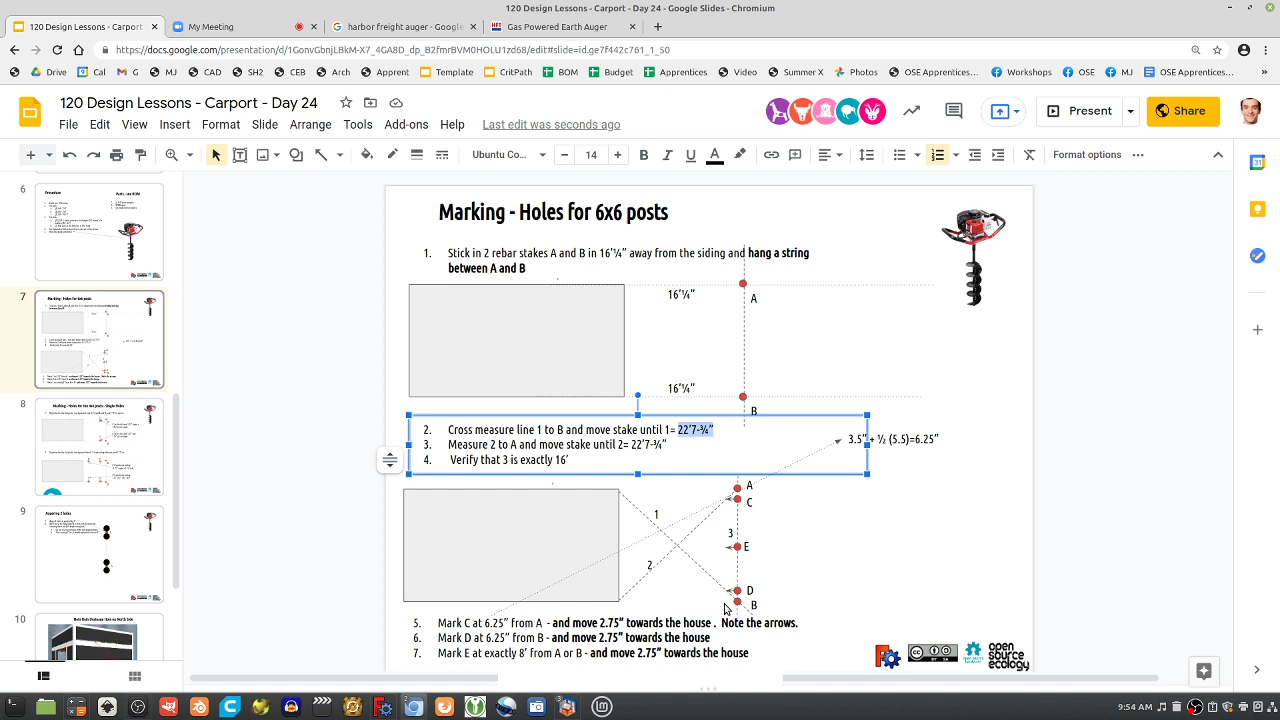 120 Design Lessons - Carport - Day 24 - Google Slides - Chromium
120 Design Lessons - Carport
My Meeting
harbor freight auger - Google
Gas Powered Earth Auger
https://docs.google.com/presentation/d/1GonvGbnjLBkM-X7_4GA8D_dp_B2fmrBVM0HOLU1zd68/edit#slide=id.ge7f442c761_1_50
Drive
Cal
G
MJ
CAD
SH2
CEB
Arch
Apprent
Template
CritPath
BOM
Budget
Apprentices
Video
Summer X
Photos
OSE Apprentices...
Workshops
OSE
MJ
OSE Apprentices...
120 Design Lessons - Carport - Day 24
Present
Share
File Edit View Insert Format Slide Arrange Tools Add-ons Help Last edit was seconds ago
Ubuntu Co...
14
B I U A
Format options
6
7
8
9
10
Marking - Holes for 6x6 posts
1. Stick in 2 rebar stakes A and B in 16'¼" away from the siding and hang a string
between A and B
16'¼"
A
16'¼"
B
2. Cross measure line 1 to B and move stake until 1= 22'7-¾"
3. Measure 2 to A and move stake until 2= 22'7-¾"
4. Verify that 3 is exactly 16'
3.5" + ½ (5.5)=6.25"
A
C
1
3
E
2
D
B
5. Mark C at 6.25" from A - and move 2.75" towards the house . Note the arrows.
6. Mark D at 6.25" from B - and move 2.75" towards the house
7. Mark E at exactly 8' from A or B - and move 2.75" towards the house
open
source
ecology
9:54 AM